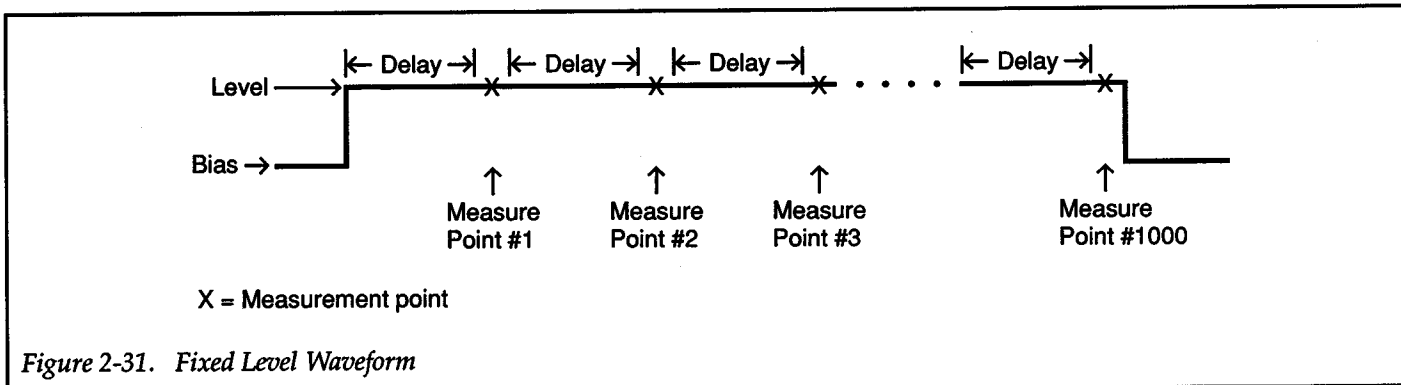 |← Delay →| |← Delay →| |← Delay →| |← Delay →|
Level →
X X X . . . . X
Bias →
↑ ↑ ↑ ↑
Measure Measure Measure Measure
Point #1 Point #2 Point #3 Point #1000
X = Measurement point
Figure 2-31. Fixed Level Waveform